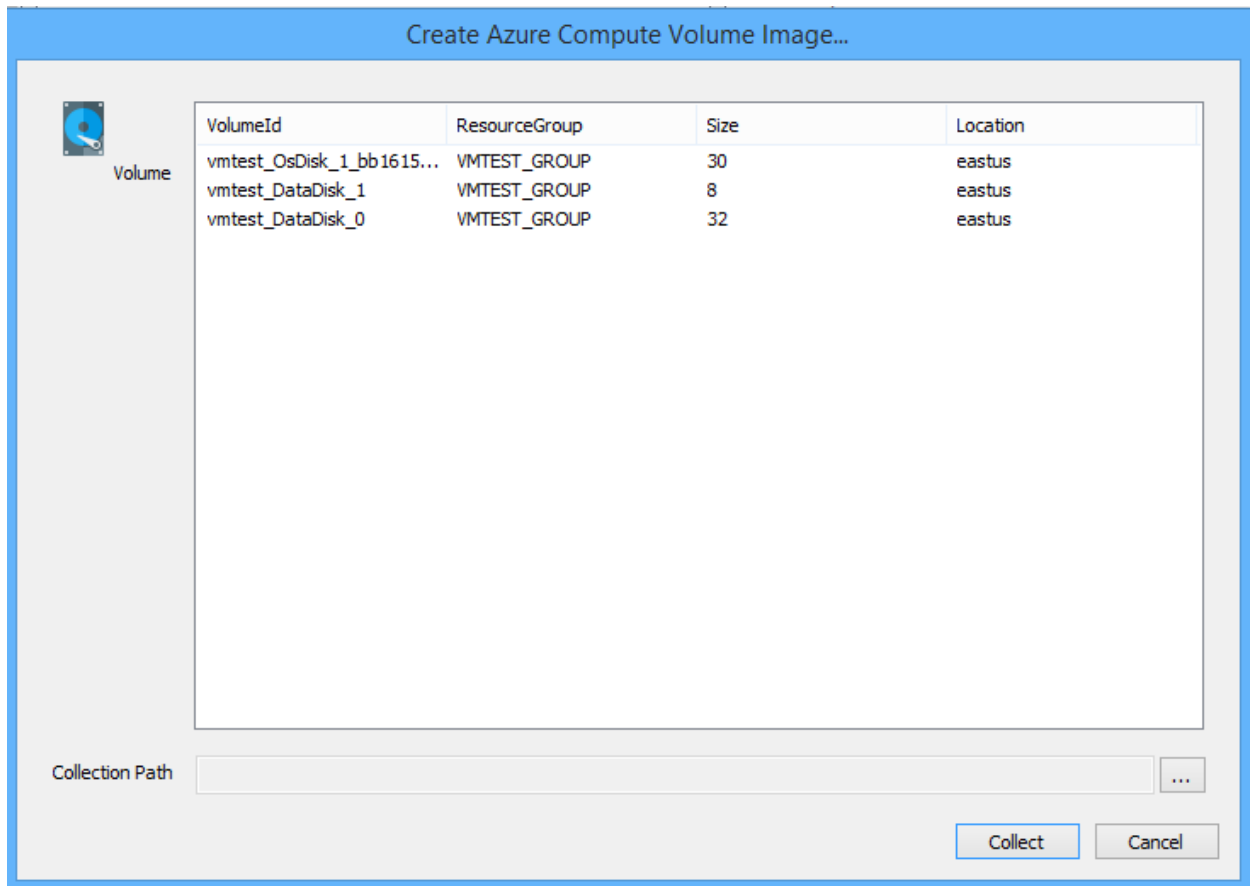 Create Azure Compute Volume Image...
Volume
VolumeId ResourceGroup Size Location
vmtest_OsDisk_1_bb1615... VMTEST_GROUP 30 eastus
vmtest_DataDisk_1 VMTEST_GROUP 8 eastus
vmtest_DataDisk_0 VMTEST_GROUP 32 eastus
Collection Path ...
Collect Cancel